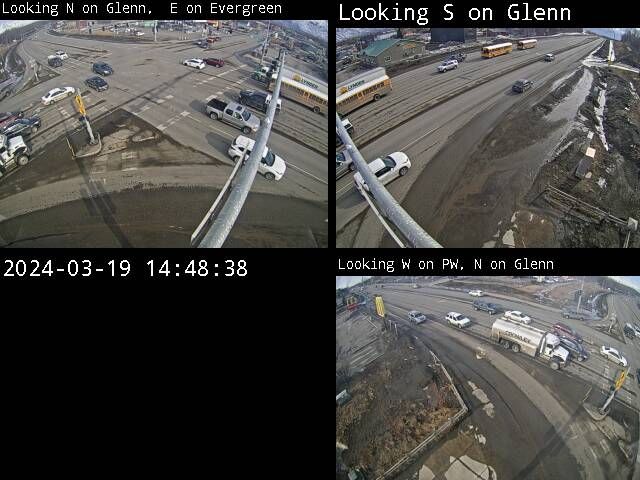 Looking N on Glenn,  E on Evergreen
Looking S on Glenn
2024-03-19 14:48:38
Looking W on PW, N on Glenn
CROWLEY